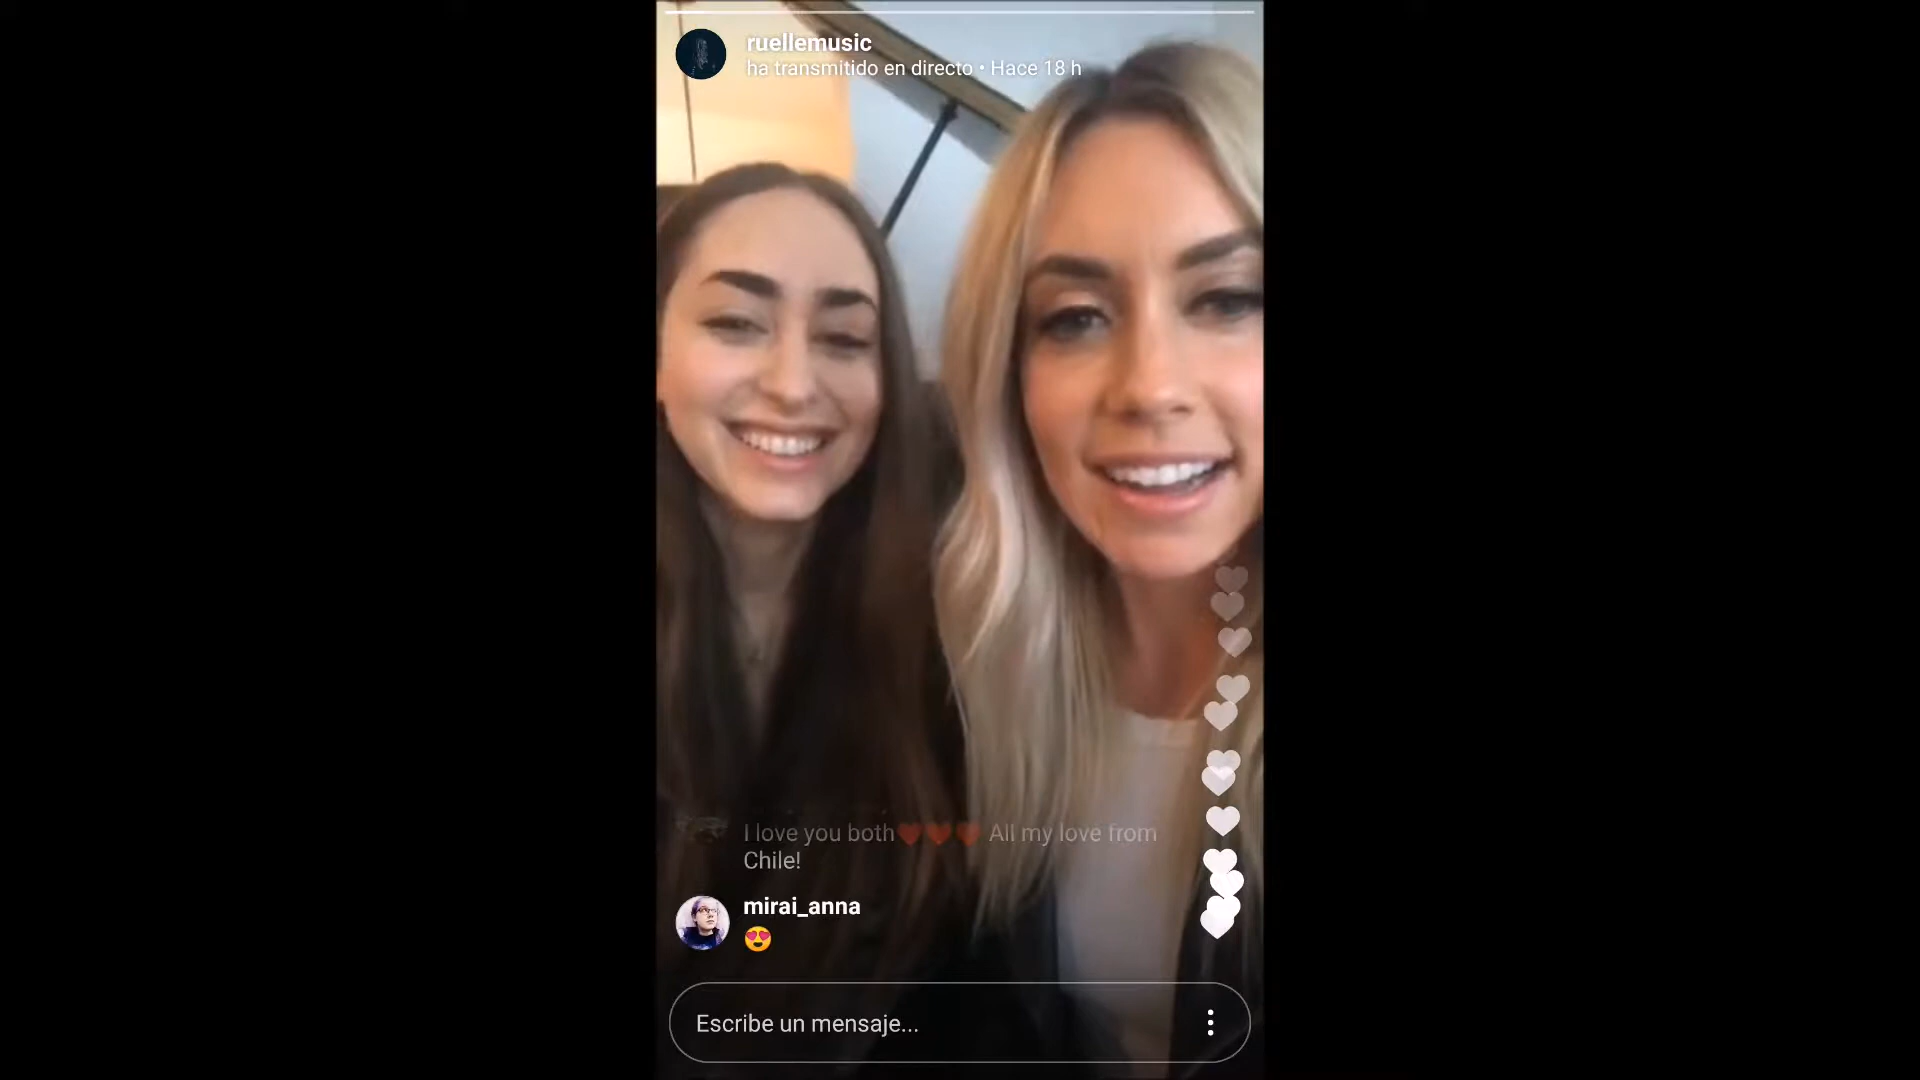 ruellemusic
ha transmitido en directo • Hace 18 h
I love you both❤️❤️❤️ All my love from
Chile!
mirai_anna
😍
Escribe un mensaje...